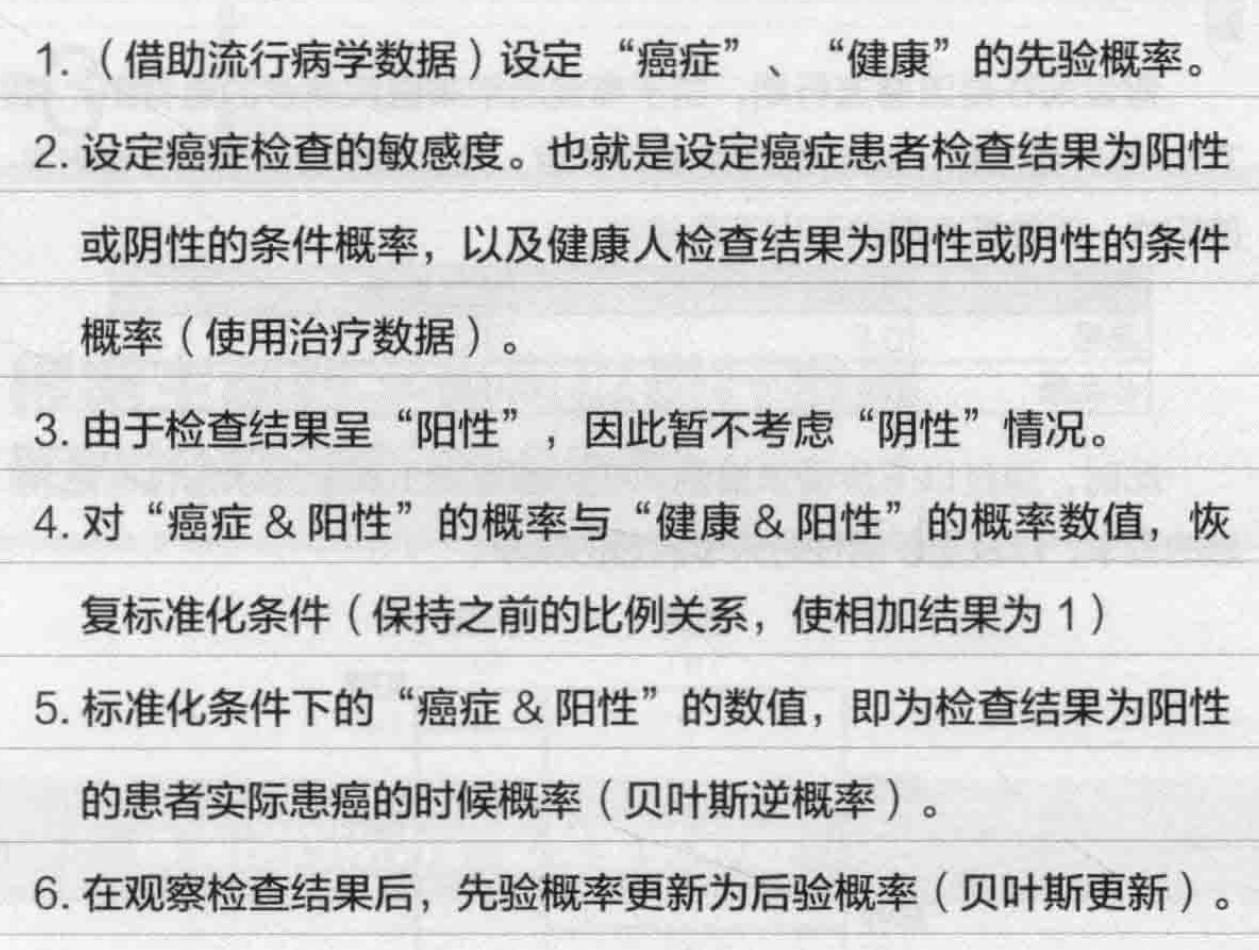 1. （借助流行病学数据）设定 “癌症”、 “健康”的先验概率。
2. 设定癌症检查的敏感度。也就是设定癌症患者检查结果为阳性
或阴性的条件概率，以及健康人检查结果为阳性或阴性的条件
概率（使用治疗数据）。
3. 由于检查结果呈“阳性”，因此暂不考虑“阴性”情况。
4. 对“癌症 & 阳性”的概率与“健康 & 阳性”的概率数值，恢
复标准化条件（保持之前的比例关系，使相加结果为 1）
5. 标准化条件下的“癌症 & 阳性”的数值，即为检查结果为阳性
的患者实际患癌的时候概率（贝叶斯逆概率）。
6. 在观察检查结果后，先验概率更新为后验概率（贝叶斯更新）。